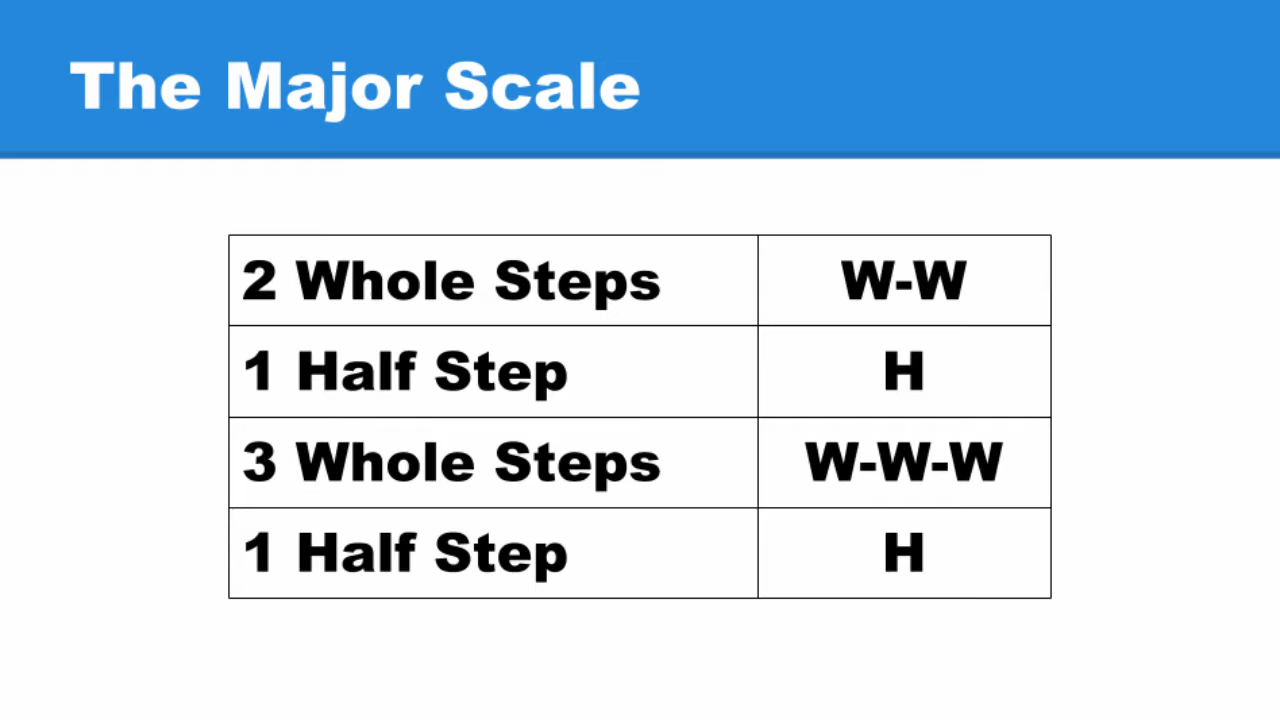 The Major Scale
2 Whole Steps W-W
1 Half Step H
3 Whole Steps W-W-W
1 Half Step H